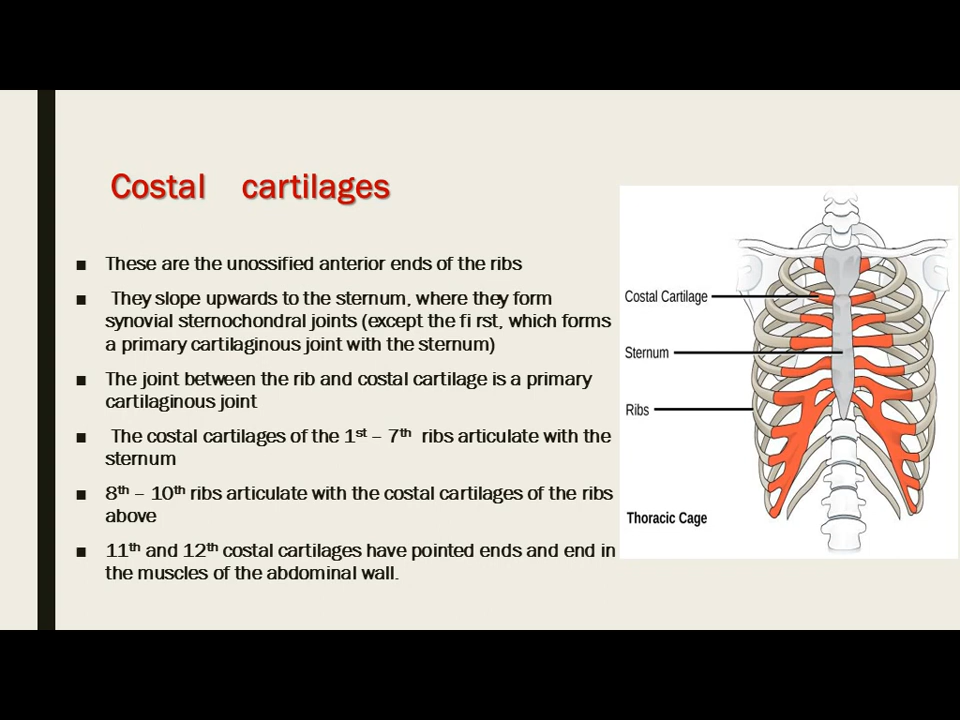 Costal cartilages
■ These are the unossified anterior ends of the ribs
■ They slope upwards to the sternum, where they form
synovial sternochondral joints (except the fi rst, which forms
a primary cartilaginous joint with the sternum)
■ The joint between the rib and costal cartilage is a primary
cartilaginous joint
■ The costal cartilages of the 1st – 7th ribs articulate with the
sternum
■ 8th – 10th ribs articulate with the costal cartilages of the ribs
above
■ 11th and 12th costal cartilages have pointed ends and end in
the muscles of the abdominal wall.
Costal Cartilage
Sternum
Ribs
Thoracic Cage